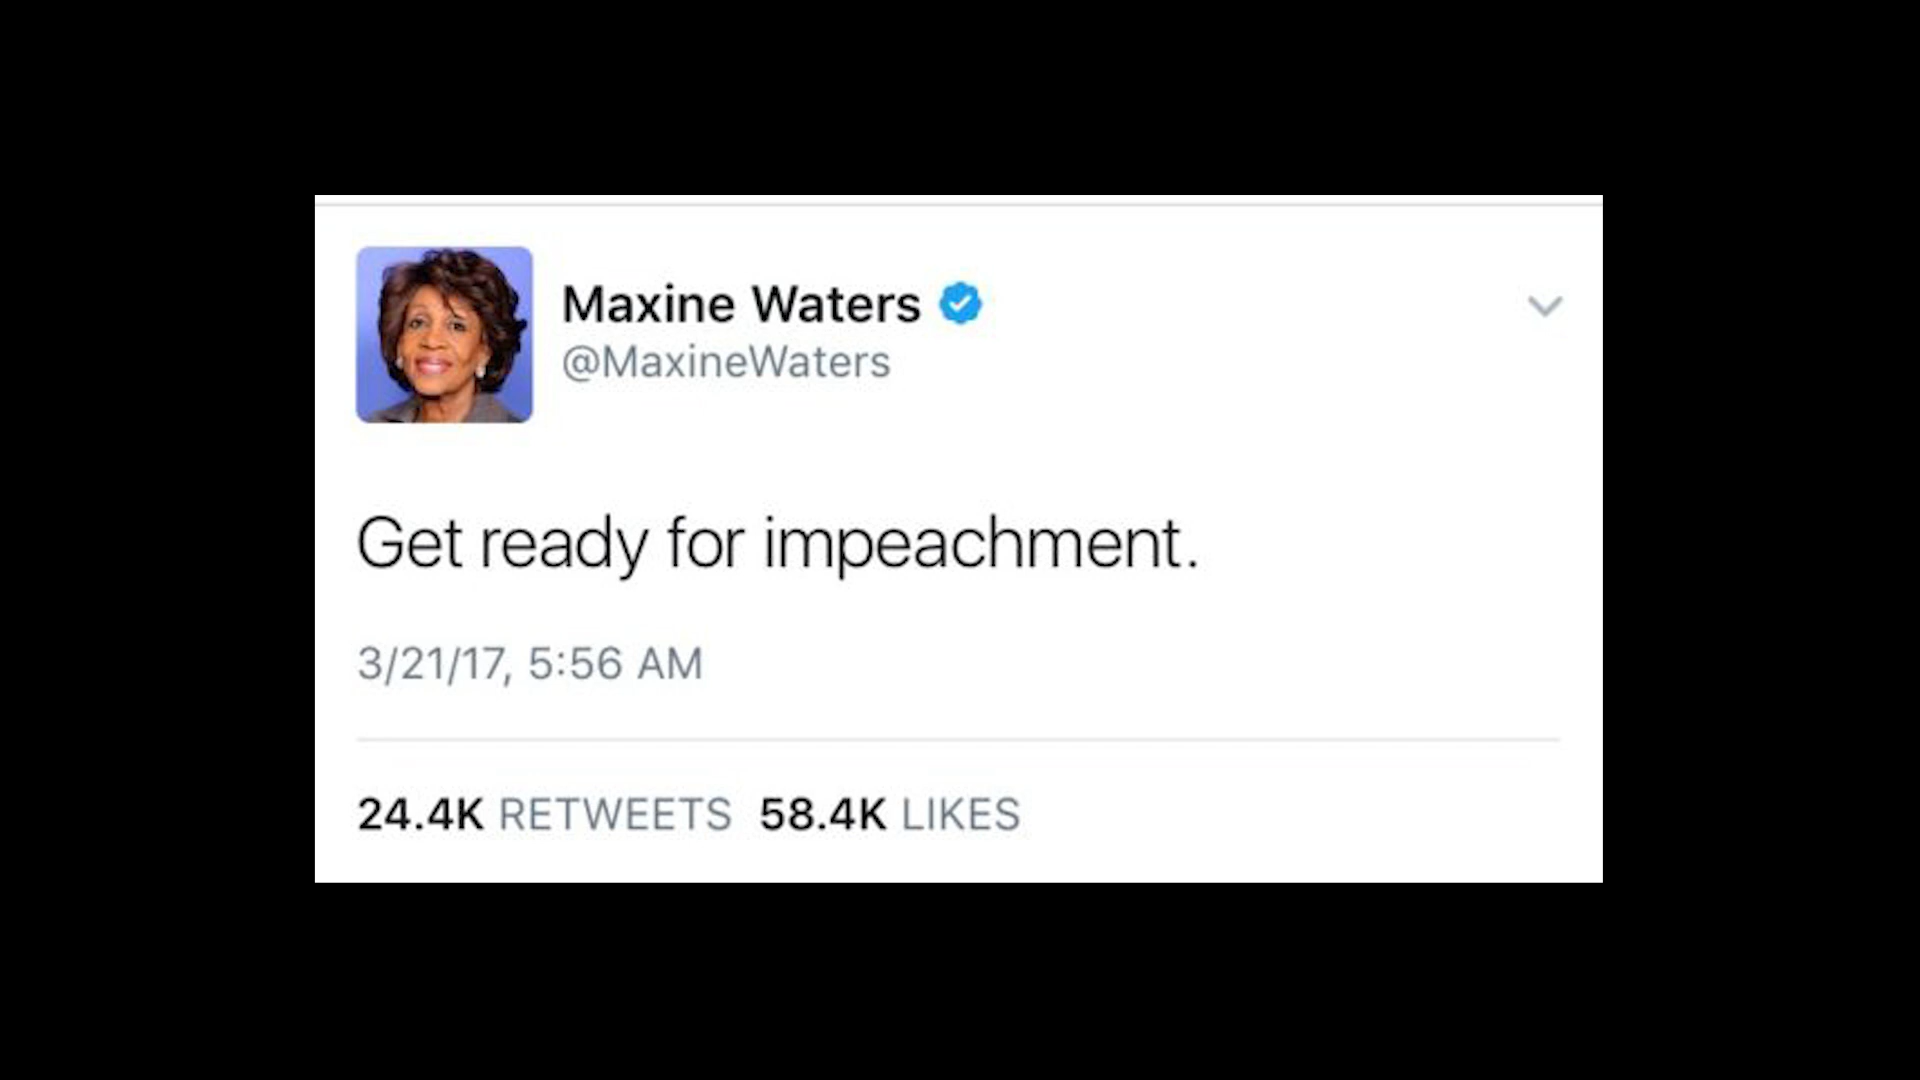 Maxine Waters
@MaxineWaters
Get ready for impeachment.
3/21/17, 5:56 AM
24.4K RETWEETS 58.4K LIKES